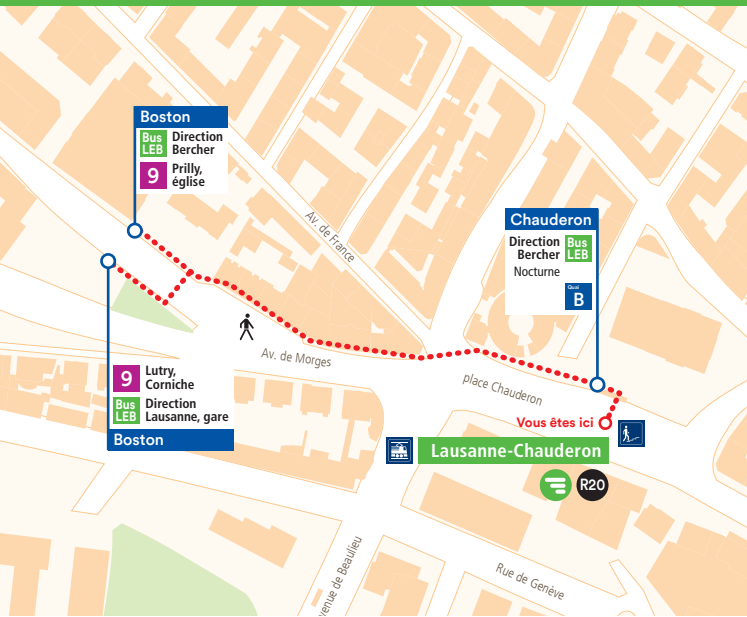 Boston
Bus
LEB
Direction
Bercher
9
Prilly,
église
Av. de France
Chauderon
Direction
Bercher
Bus
LEB
Nocturne
Quai
B
Av. de Morges
place Chauderon
9
Lutry,
Corniche
Bus
LEB
Direction
Lausanne, gare
Boston
Vous êtes ici
Lausanne-Chauderon
R20
venue de Beaulieu
Rue de Genève